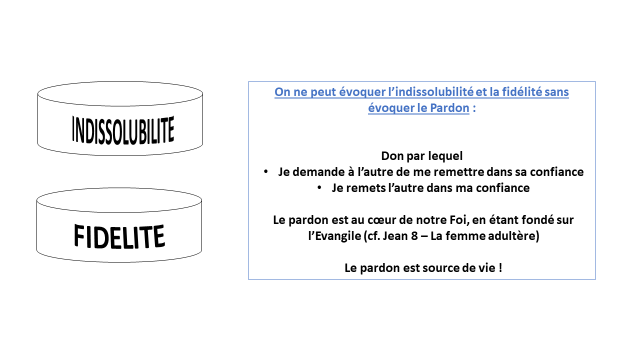 INDISSOLUBILITE
FIDELITE
On ne peut évoquer l'indissolubilité et la fidélité sans
évoquer le Pardon :
Don par lequel
• Je demande à l'autre de me remettre dans sa confiance
• Je remets l'autre dans ma confiance
Le pardon est au cœur de notre Foi, en étant fondé sur
l'Evangile (cf. Jean 8 – La femme adultère)
Le pardon est source de vie !